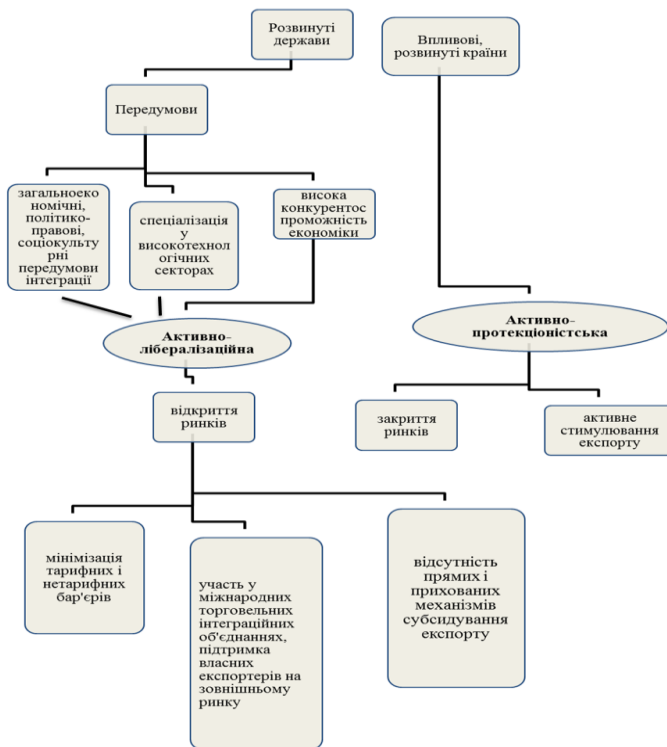 Розвинуті
держави
Впливові,
розвинуті країни
Передумови
загальноеко
номічні,
політико-
правові,
соціокульту
рні
передумови
інтеграції
спеціалізація
у
високотехнол
огічних
секторах
висока
конкурентос
проможність
економіки
Активно-
лібералізаційна
Активно-
протекціоністська
відкриття
ринків
закриття
ринків
активне
стимулювання
експорту
мінімізація
тарифних і
нетарифних
бар'єрів
участь у
міжнародних
торговельних
інтеграційних
об'єднаннях,
підтримка
власних
експортерів на
зовнішньому
ринку
відсутність
прямих і
прихованих
механізмів
субсидування
експорту